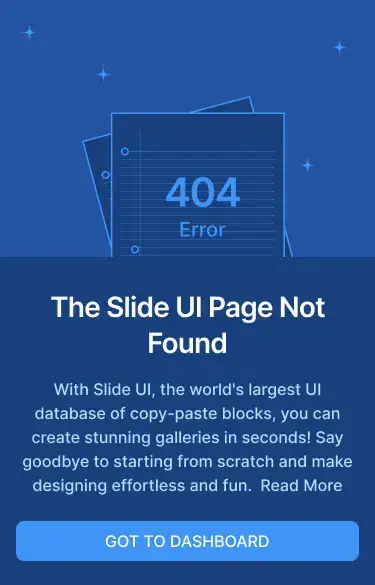 404
Error
The Slide UI Page Not
Found
With Slide UI, the world's largest UI
database of copy-paste blocks, you can
create stunning galleries in seconds! Say
goodbye to starting from scratch and make
designing effortless and fun.  Read More
GOT TO DASHBOARD